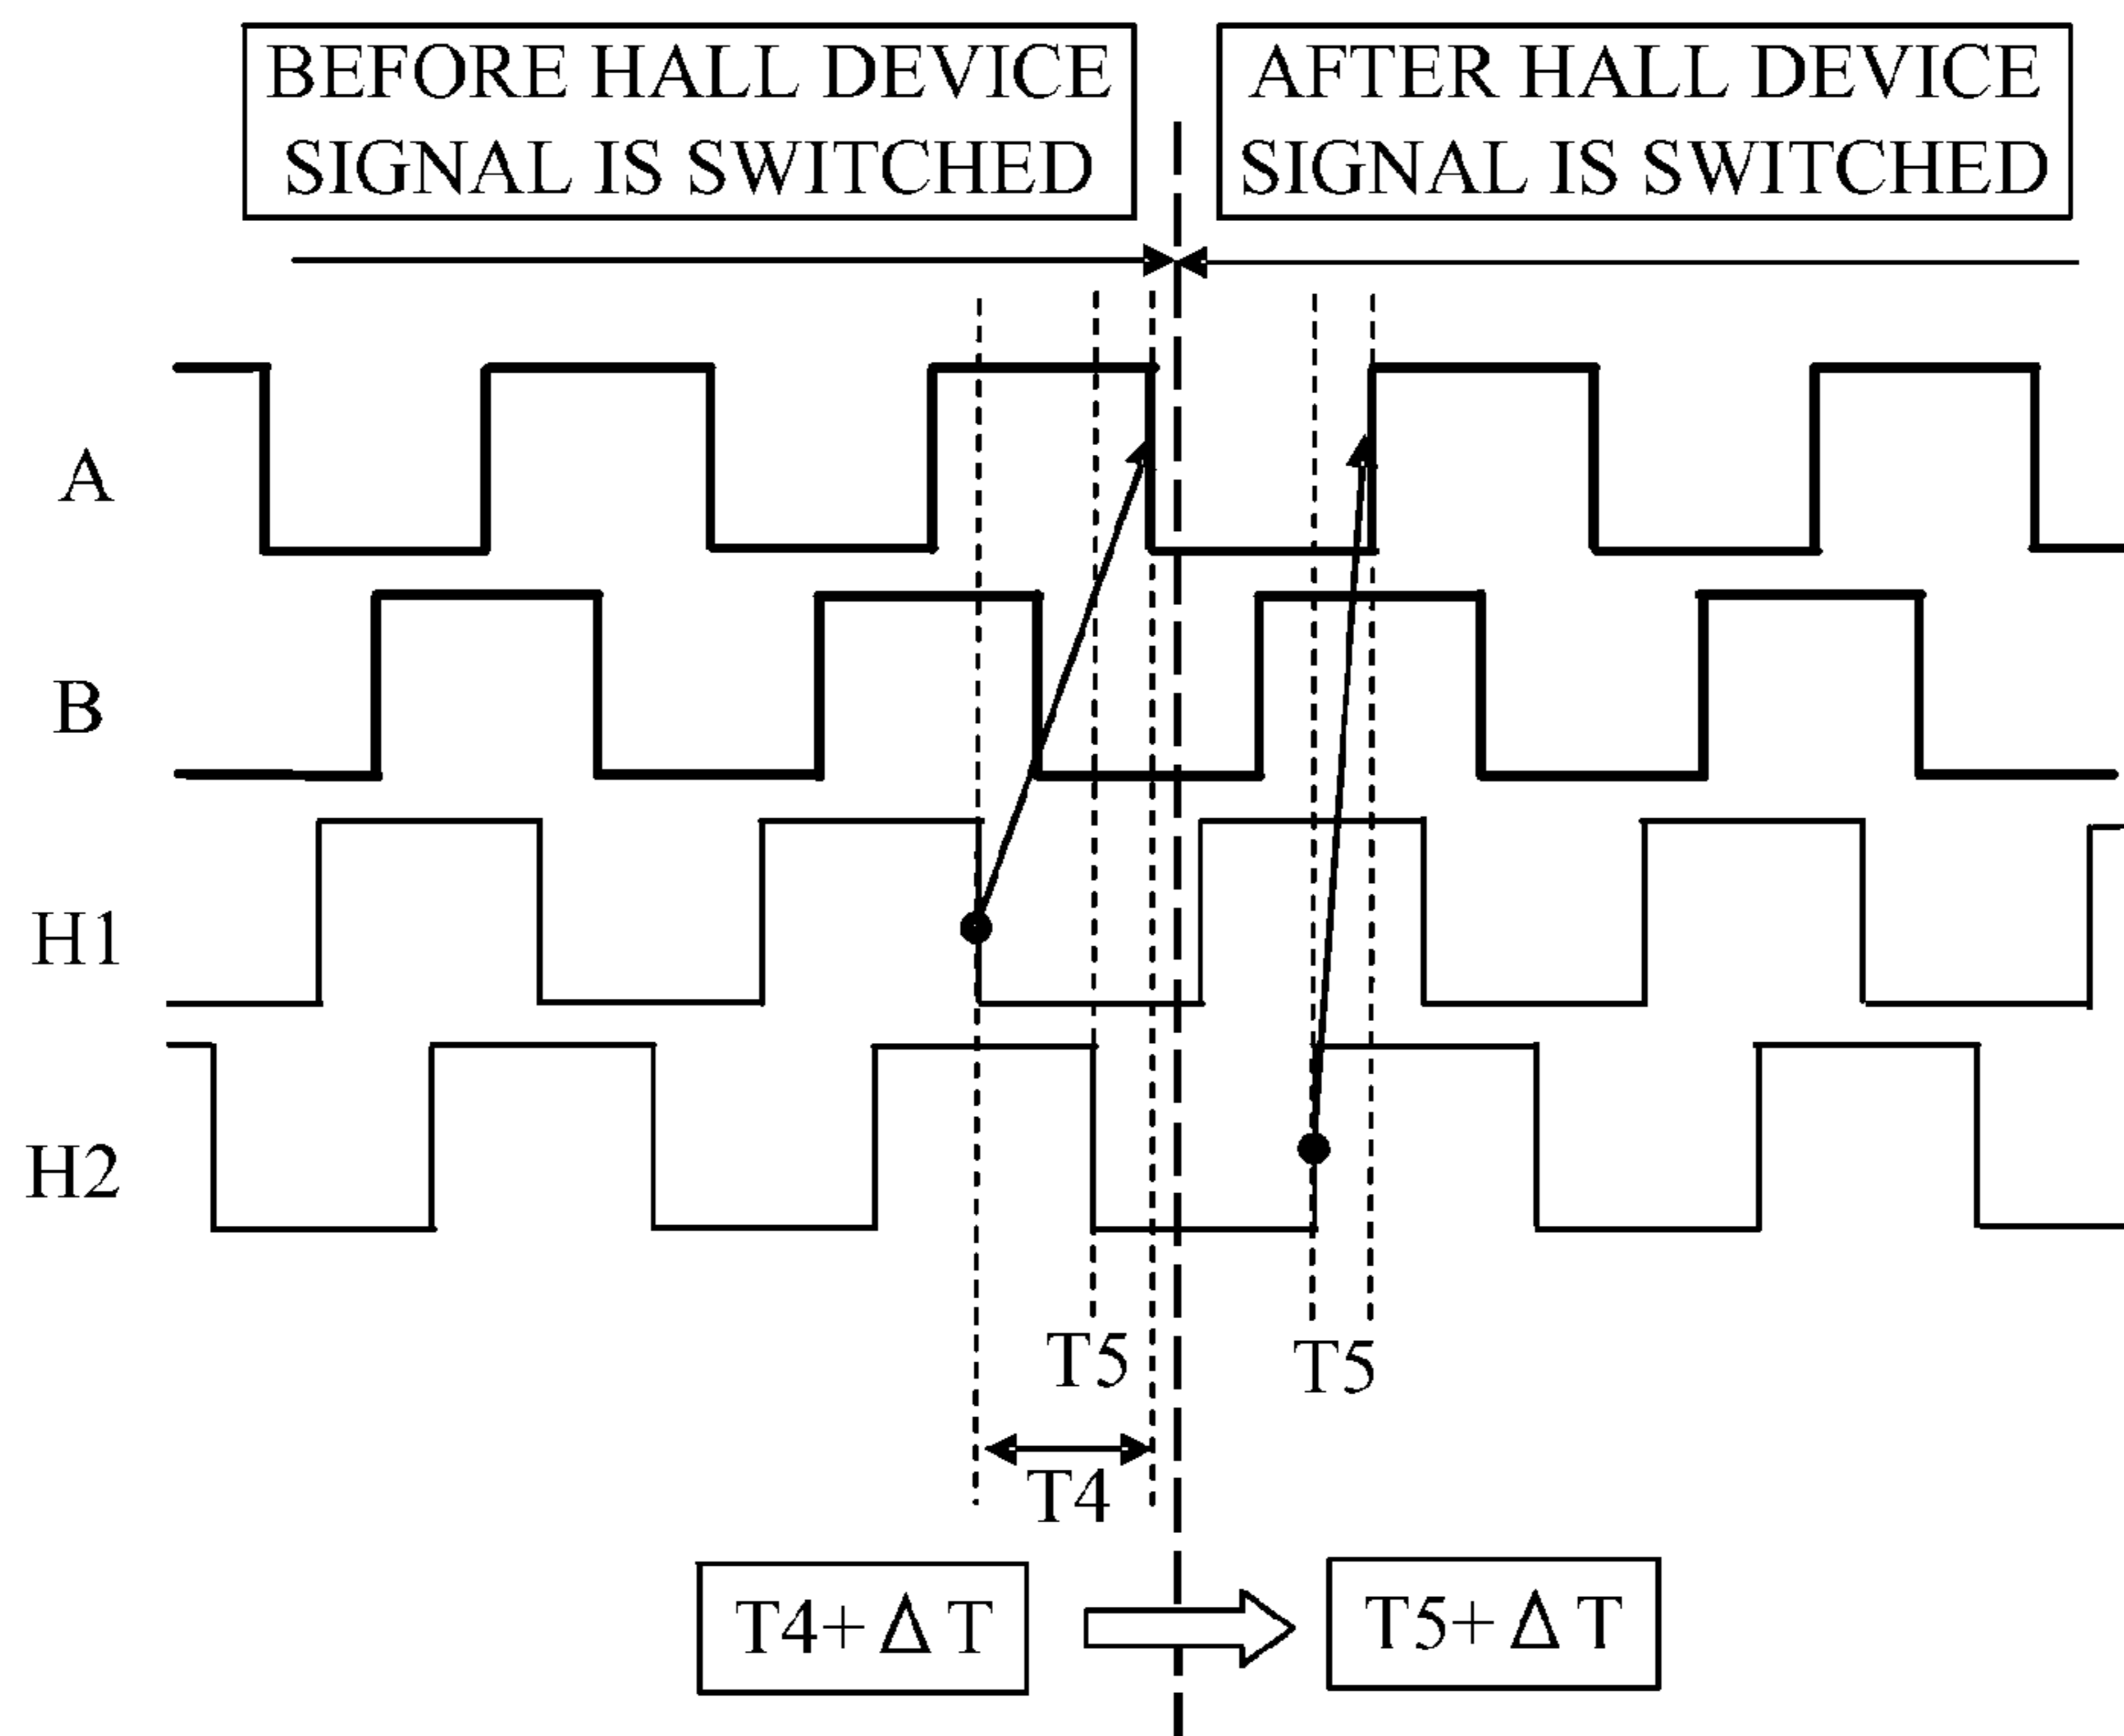 BEFORE HALL DEVICE
SIGNAL IS SWITCHED
AFTER HALL DEVICE
SIGNAL IS SWITCHED
A
B
H1
H2
T5
T5
T4
T4+ΔT
T5+ΔT